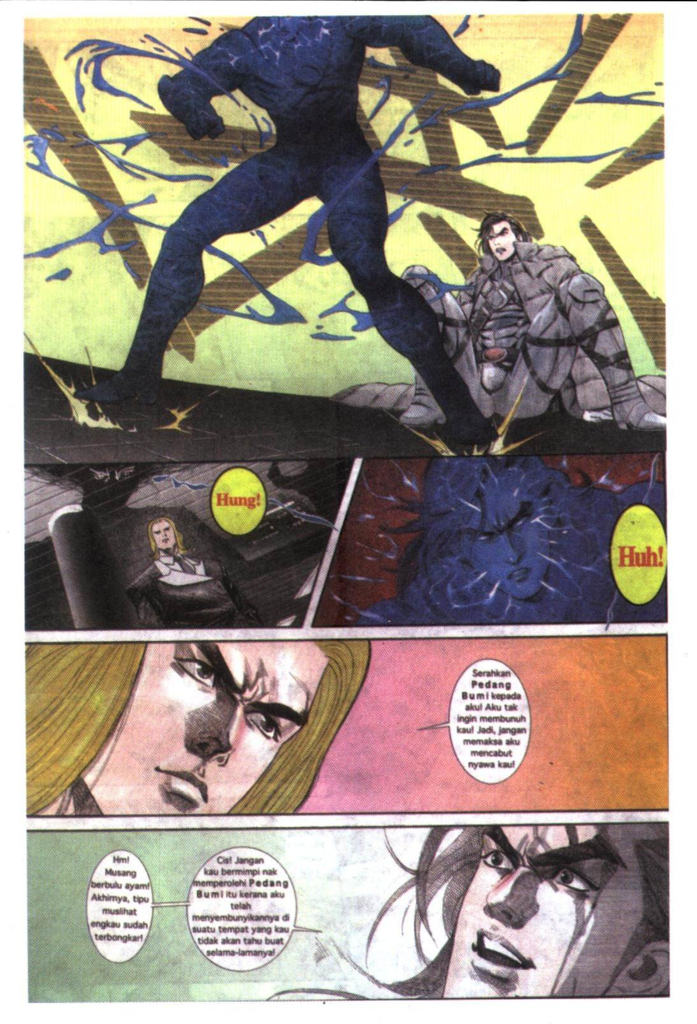 Hung!
Huh!
Serahkan
Pedang
Bumi kepada
aku! Aku tak
ingin membunuh
kau! Jadi, jangan
memaksa aku
mencabut
nyawa kau!
Hm!
Musang
berbulu ayam!
Akhirnya, tipu
muslihat
engkau sudah
terbongkar!
Cis! Jangan
kau bermimpi nak
memperolehi Pedang
Bumi itu kerana aku
telah
menyembunyikannya di
suatu tempat yang kau
tidak akan tahu buat
selama-lamanya!